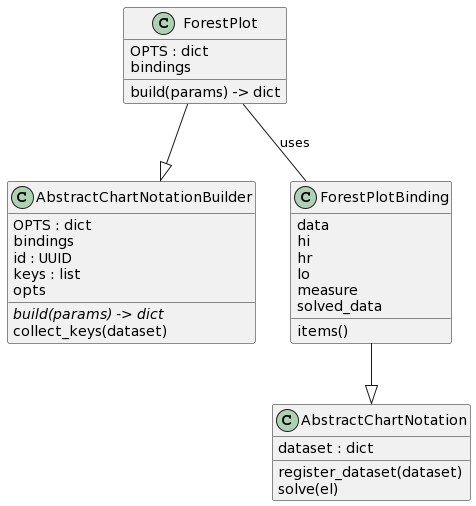 C ForestPlot
OPTS : dict
bindings
build(params) -> dict
uses
C AbstractChartNotationBuilder
OPTS : dict
bindings
id : UUID
keys : list
opts
build(params) -> dict
collect_keys(dataset)
C ForestPlotBinding
data
hi
hr
lo
measure
solved_data
items()
C AbstractChartNotation
dataset : dict
register_dataset(dataset)
solve(el)